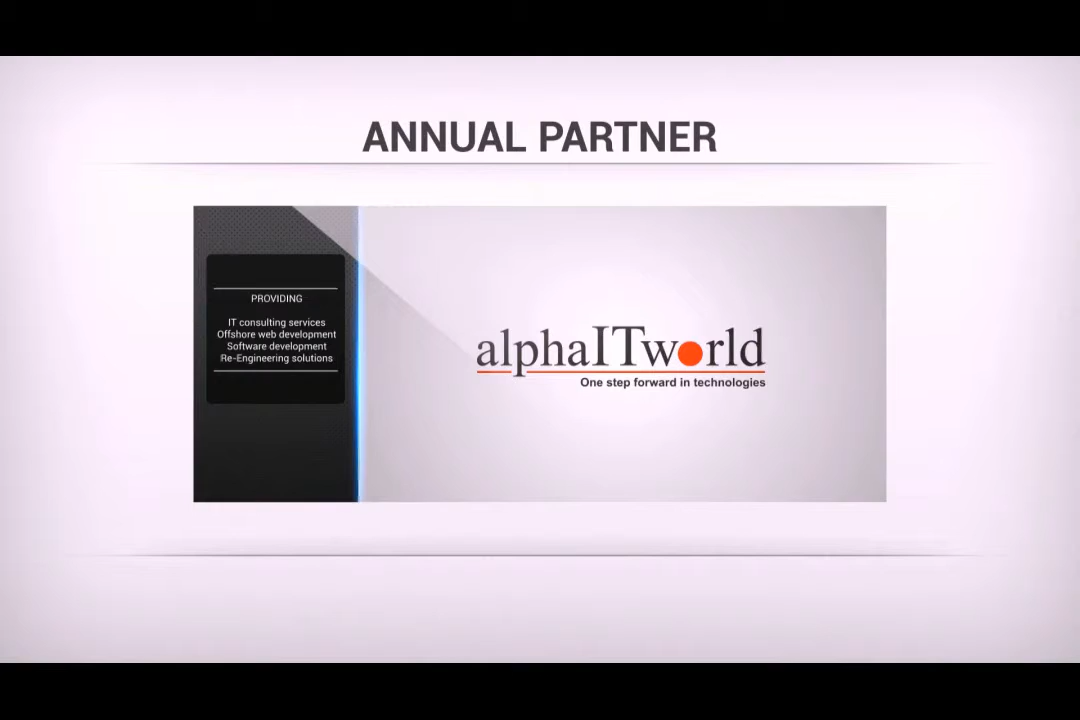 ANNUAL PARTNER
PROVIDING
IT consulting services
Offshore web development
Software development
Re-Engineering solutions
alphaITworld
One step forward in technologies